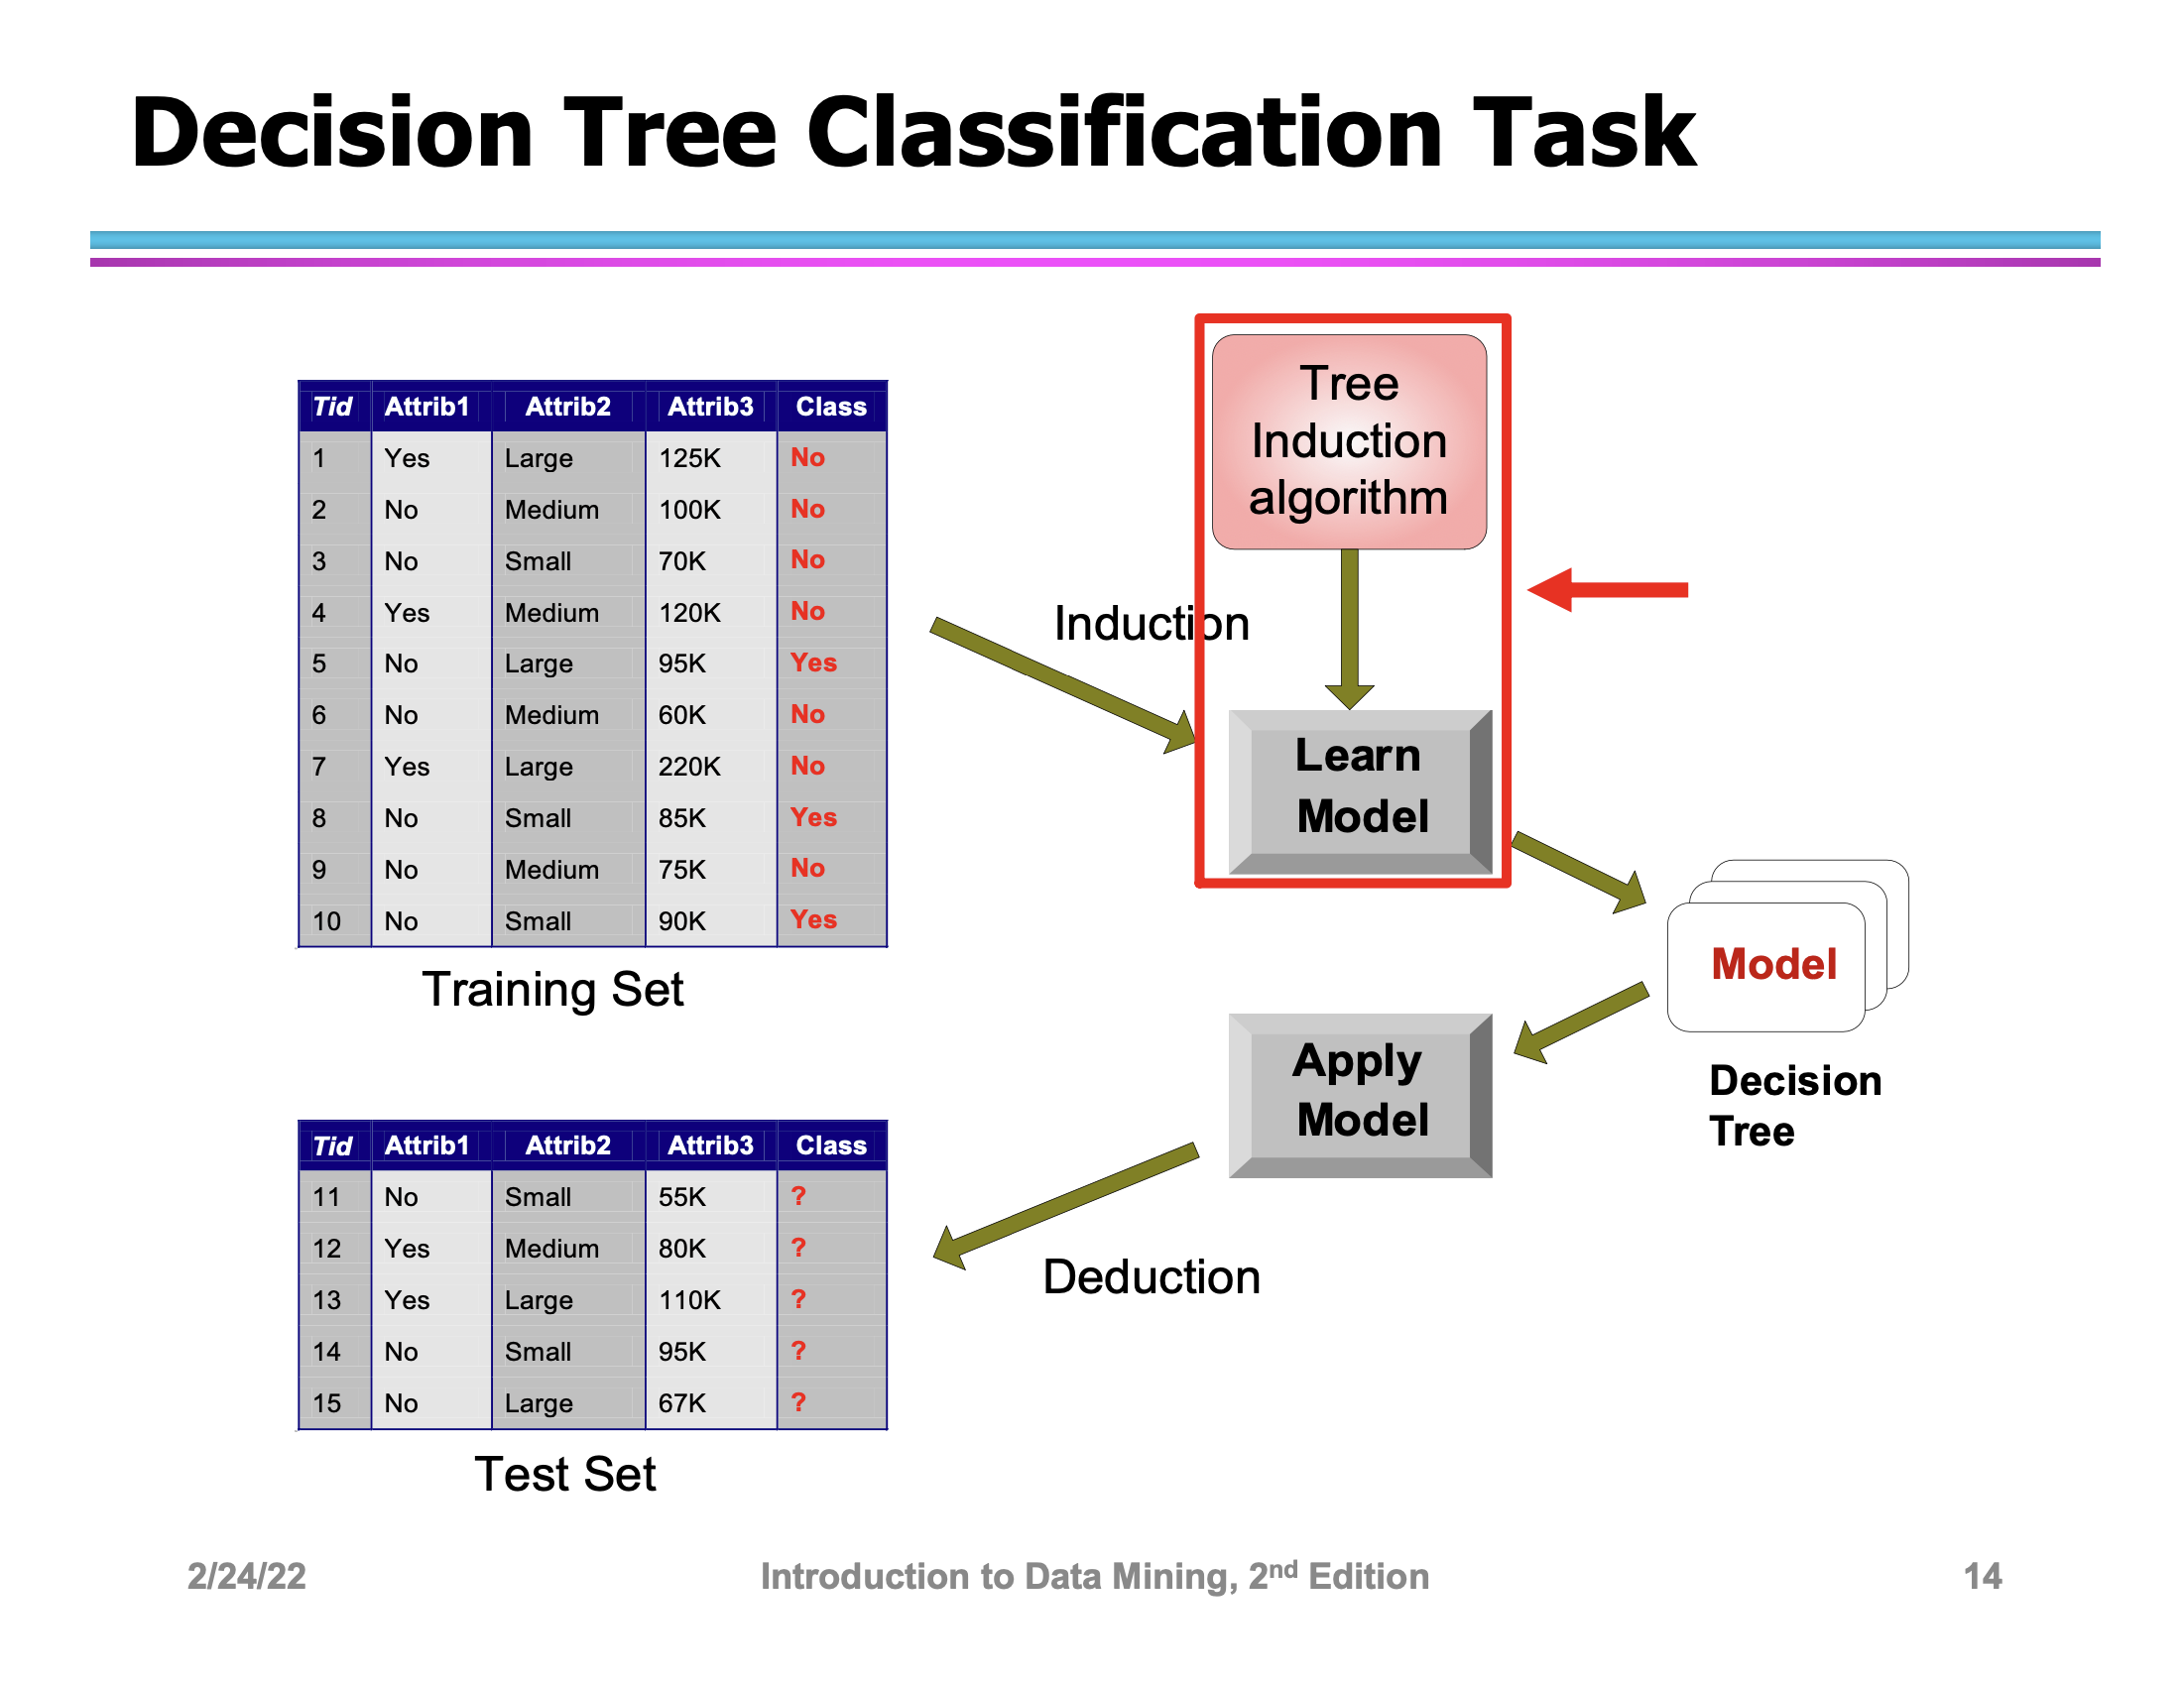 Decision Tree Classification Task
Tid Attrib1 Attrib2 Attrib3 Class
1 Yes Large 125K No
2 No Medium 100K No
3 No Small 70K No
4 Yes Medium 120K No
5 No Large 95K Yes
6 No Medium 60K No
7 Yes Large 220K No
8 No Small 85K Yes
9 No Medium 75K No
10 No Small 90K Yes
Training Set
Tree
Induction
algorithm
Induction
Learn
Model
Model
Decision
Tree
Apply
Model
Deduction
Tid Attrib1 Attrib2 Attrib3 Class
11 No Small 55K ?
12 Yes Medium 80K ?
13 Yes Large 110K ?
14 No Small 95K ?
15 No Large 67K ?
Test Set
2/24/22 Introduction to Data Mining, 2nd Edition 14